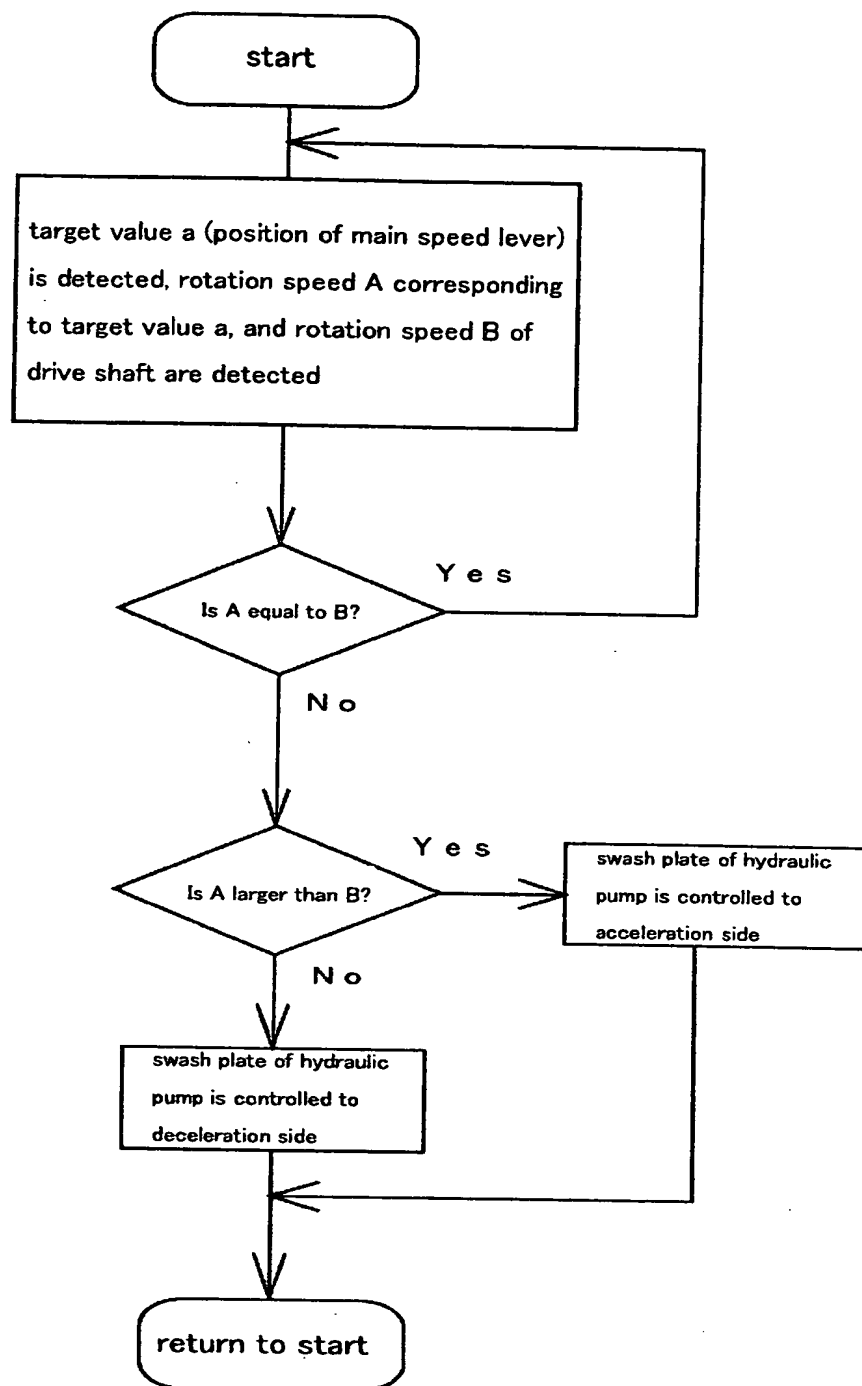 start
target value a (position of main speed lever)
is detected, rotation speed A corresponding
to target value a, and rotation speed B of
drive shaft are detected
Yes
Is A equal to B?
No
Yes
Is A larger than B?
swash plate of hydraulic
pump is controlled to
acceleration side
No
swash plate of hydraulic
pump is controlled to
deceleration side
return to start